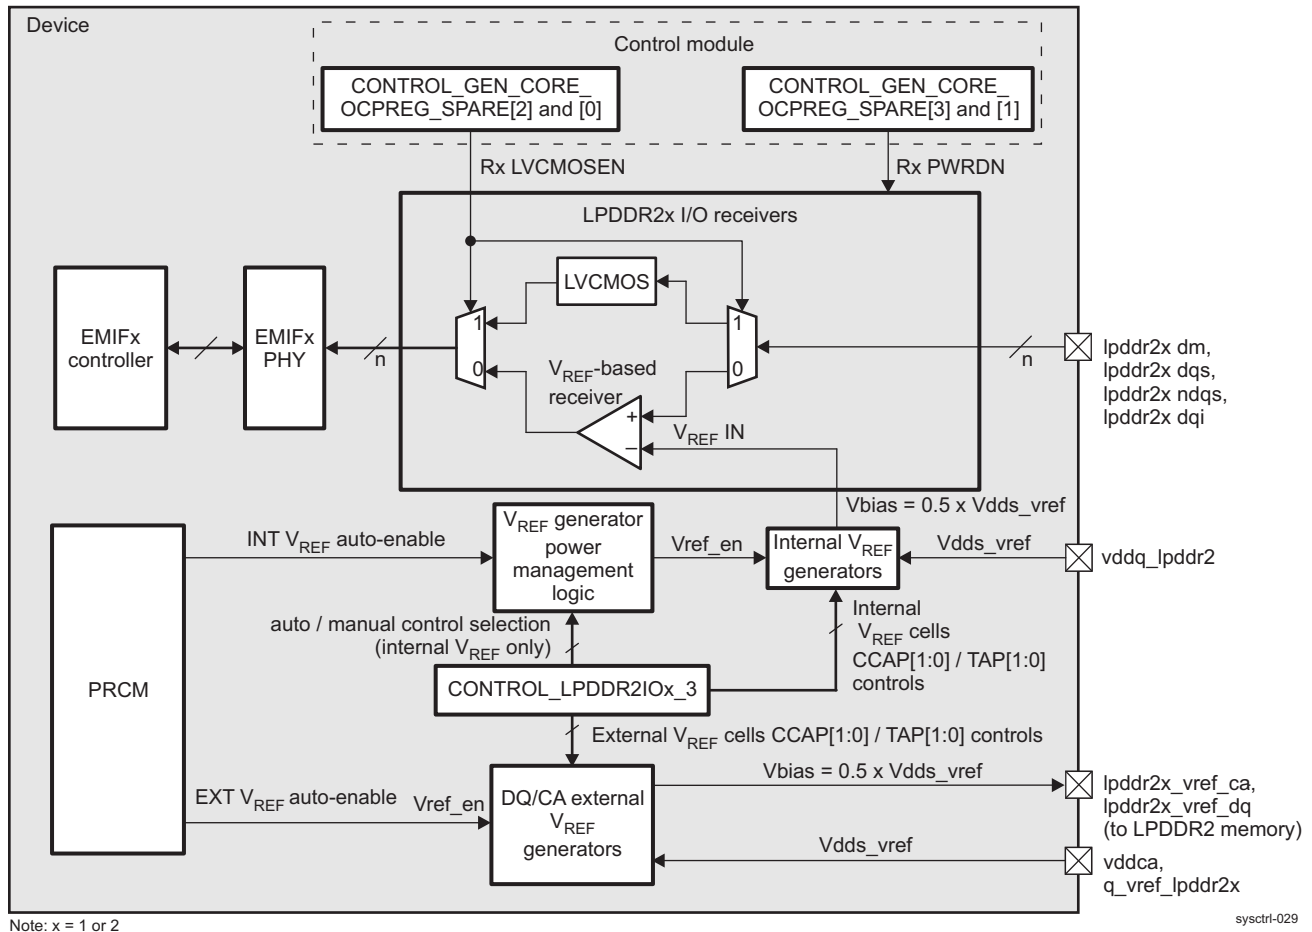 Device
Control module
CONTROL_GEN_CORE_
OCPREG_SPARE[2] and [0]
CONTROL_GEN_CORE_
OCPREG_SPARE[3] and [1]
Rx LVCMOSEN
Rx PWRDN
LPDDR2x I/O receivers
LVCMOS
1
0
1
0
EMIFx
controller
EMIFx
PHY
n
n
VREF-based
receiver
+
−
VREF IN
lpddr2x dm,
lpddr2x dqs,
lpddr2x ndqs,
lpddr2x dqi
Vbias = 0.5 x Vdds_vref
PRCM
INT VREF auto-enable
VREF generator
power
management
logic
Vref_en
Internal VREF
generators
Vdds_vref
vddq_lpddr2
auto / manual control selection
(internal VREF only)
Internal
VREF cells
CCAP[1:0] / TAP[1:0]
controls
CONTROL_LPDDR2IOx_3
External VREF cells CCAP[1:0] / TAP[1:0] controls
EXT VREF auto-enable
Vref_en
DQ/CA external
VREF
generators
Vbias = 0.5 x Vdds_vref
lpddr2x_vref_ca,
lpddr2x_vref_dq
(to LPDDR2 memory)
Vdds_vref
vddca,
q_vref_lpddr2x
Note: x = 1 or 2
sysctrl-029